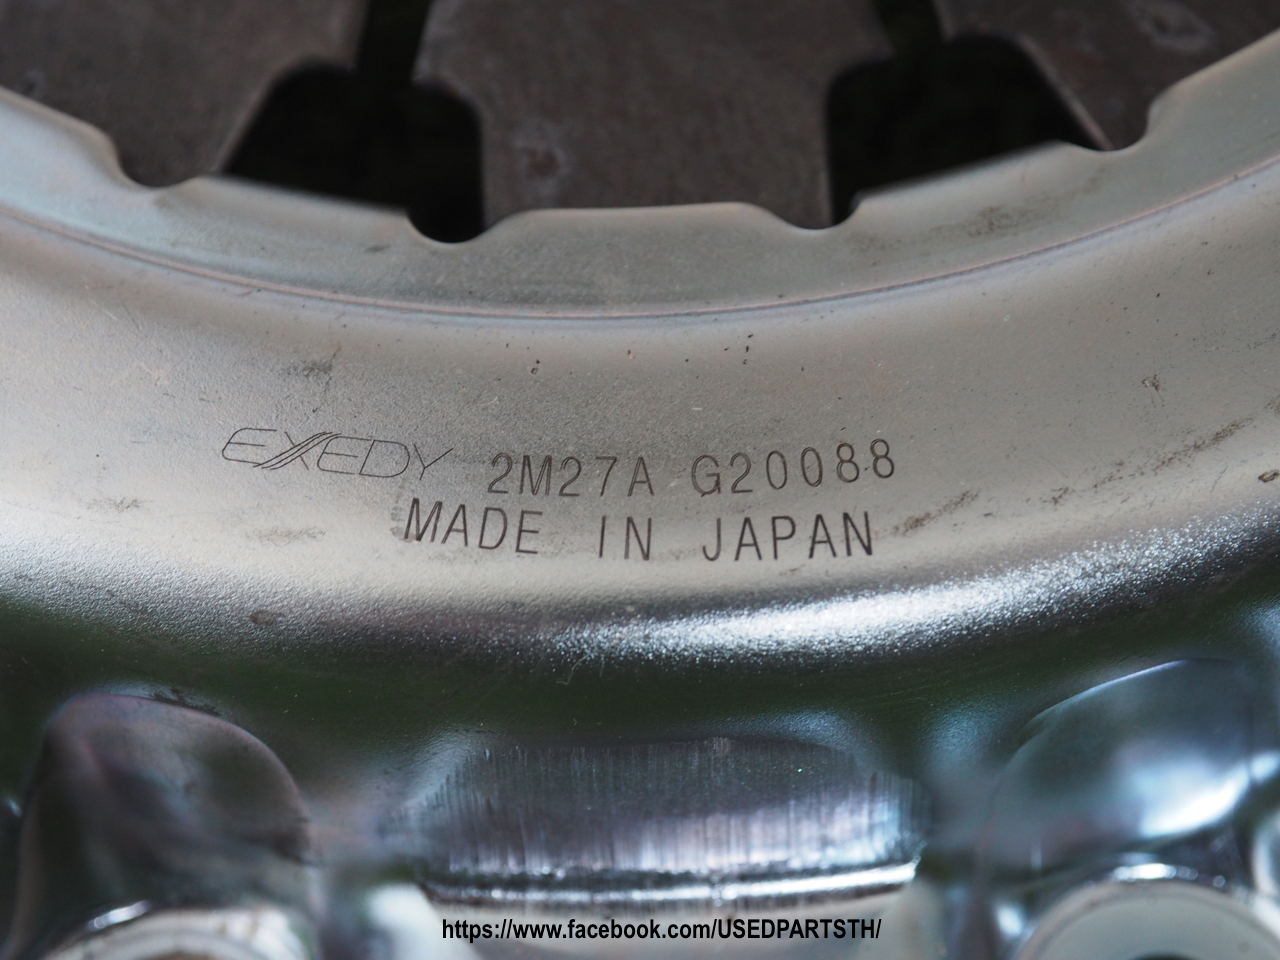 EXEDY 2M27A G20088
MADE IN JAPAN
https://www.facebook.com/USEDPARTSTH/